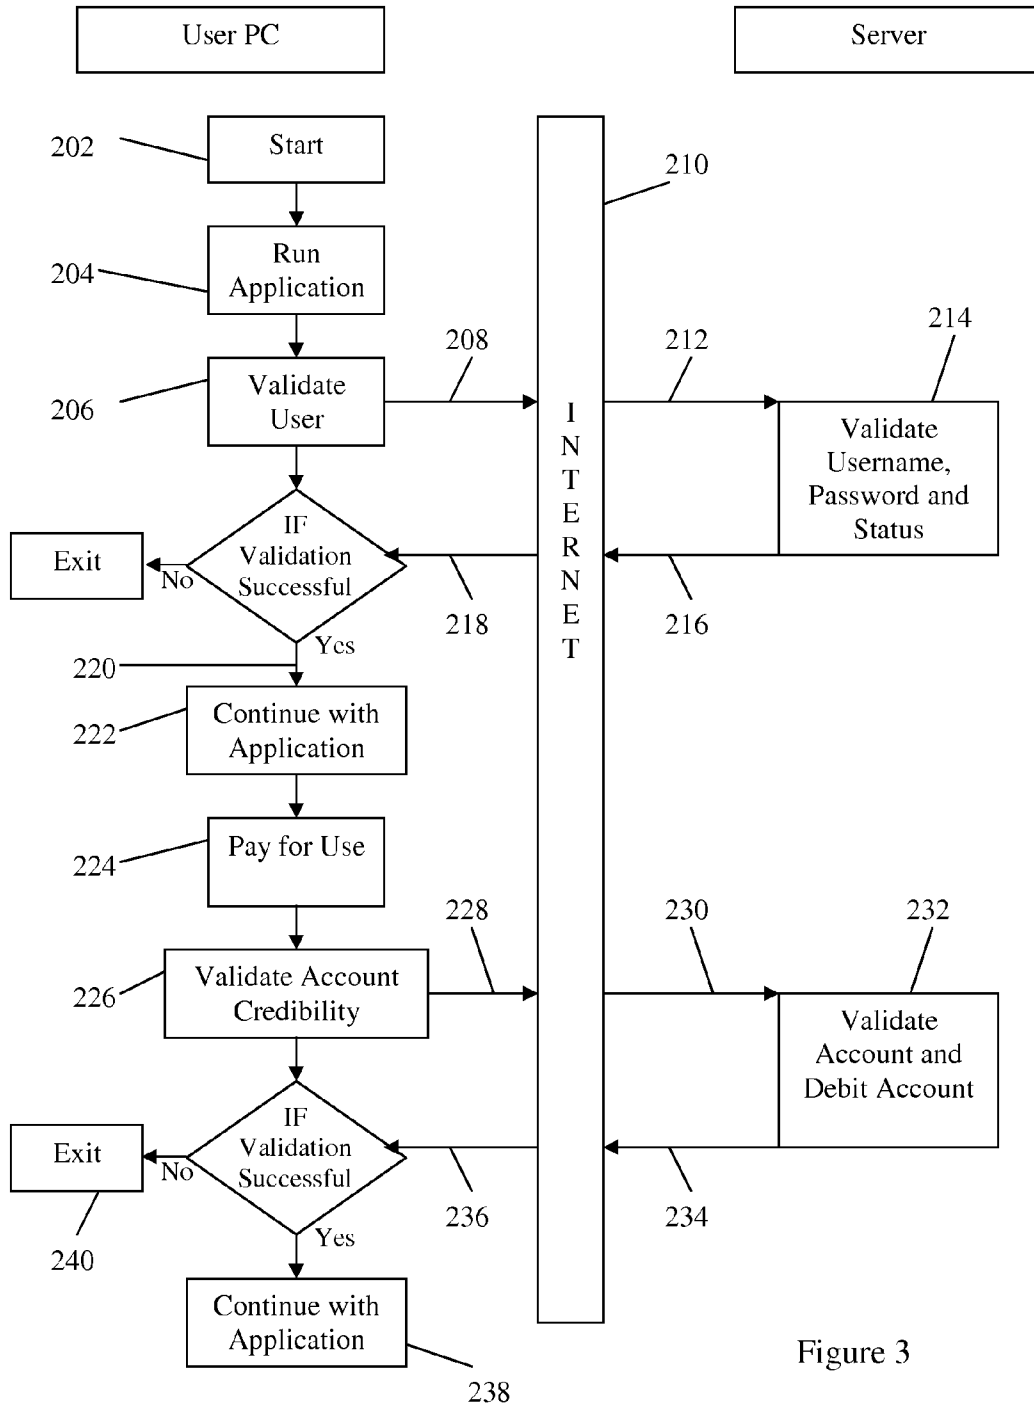 User PC
Server
Start
202
210
Run
Application
204
208
212
214
Validate
User
206
INTERNET
Validate
Username,
Password and
Status
IF
Validation
Successful
Exit
No
218
216
Yes
220
Continue with
Application
222
Pay for Use
224
228
230
232
Validate Account
Credibility
226
Validate
Account and
Debit Account
IF
Validation
Successful
Exit
No
236
234
Yes
240
Continue with
Application
238
Figure 3